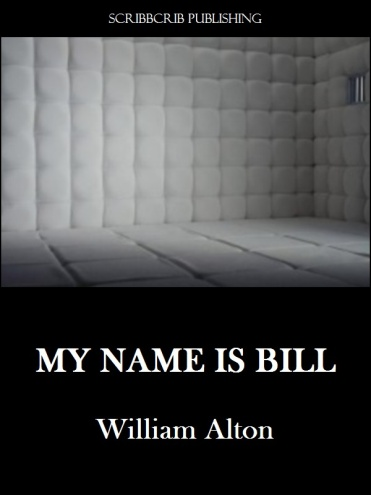 SCRIBBCRIB PUBLISHING
MY NAME IS BILL
William Alton